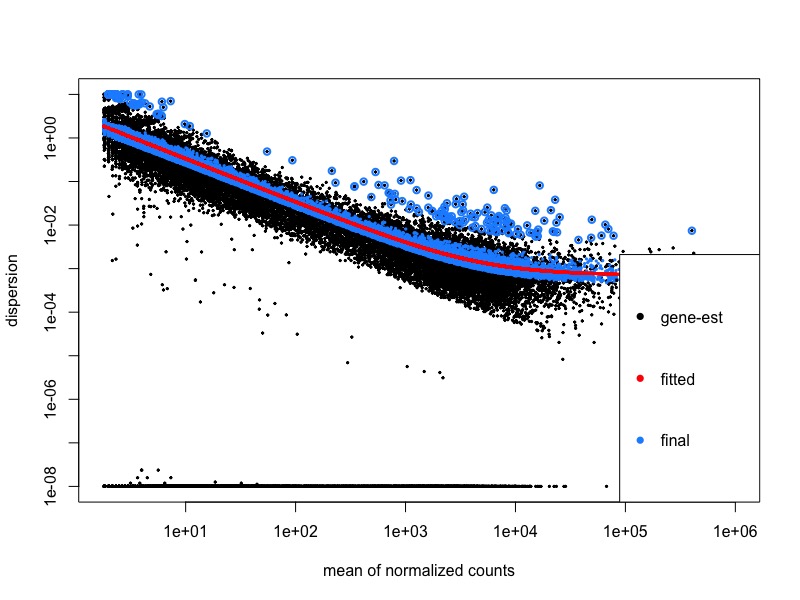 1e+00
1e-02
1e-04
1e-06
1e-08
dispersion
gene-est
fitted
final
1e+01
1e+02
1e+03
1e+04
1e+05
1e+06
mean of normalized counts